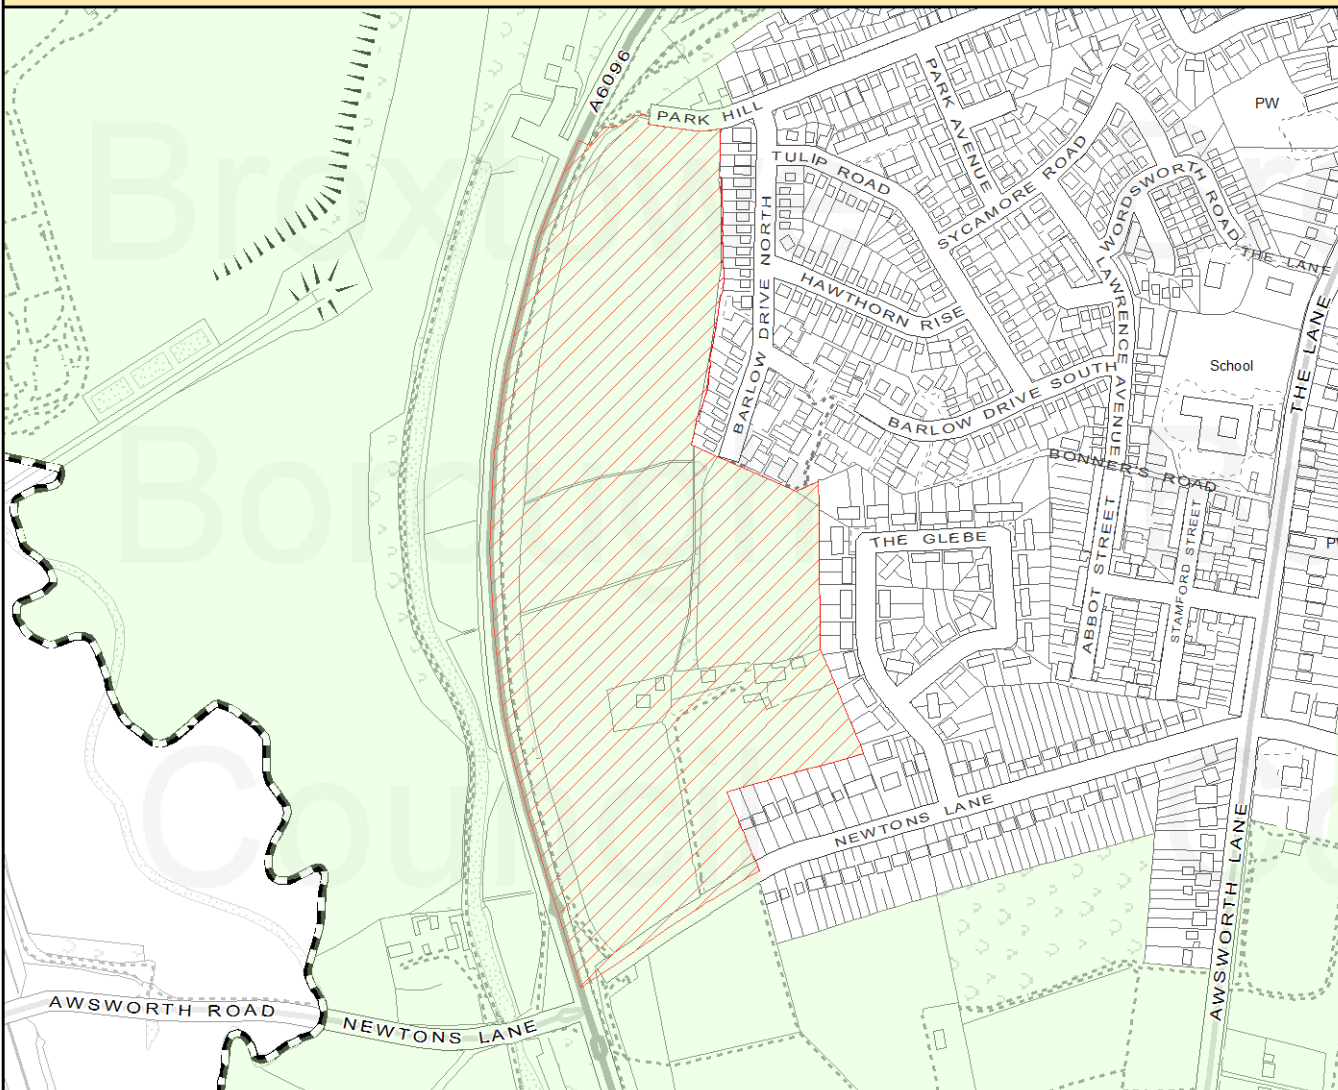 A6096
PARK HILL
PARK AVENUE
PW
TULIP ROAD
SYCAMORE ROAD
WORDSWORTH ROAD
THE LANE
BARLOW DRIVE NORTH
HAWTHORN RISE
LAWRENCE AVENUE
THE LANE
School
BARLOW DRIVE SOUTH
BONNER'S ROAD
THE GLEBE
ABBOT STREET
STAMFORD STREET
NEWTONS LANE
AWSWORTH LANE
AWSWORTH ROAD
NEWTONS LANE
Borough
Council